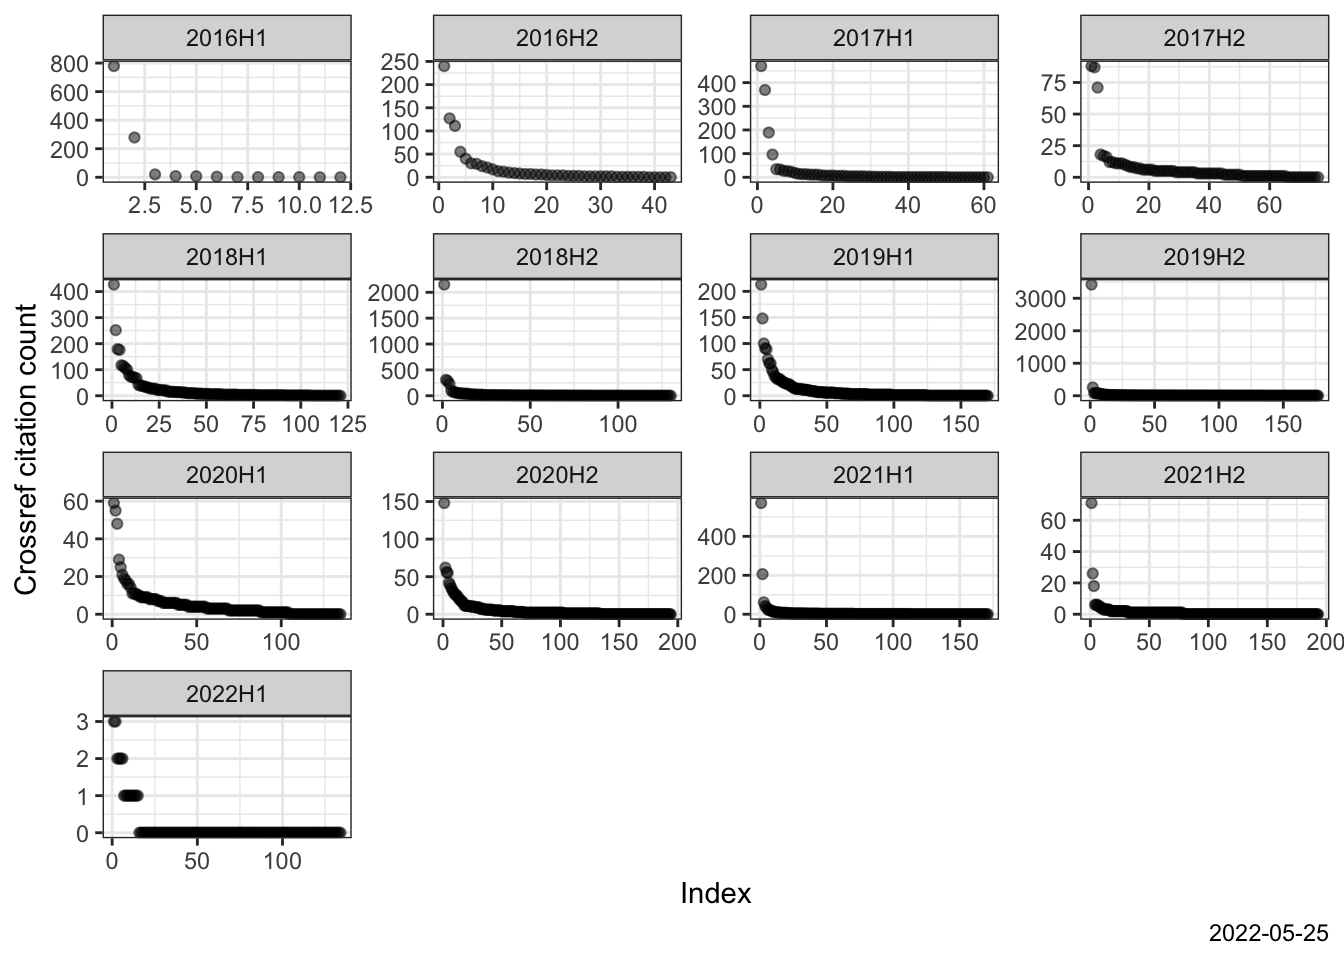 2016H1 2016H2 2017H1 2017H2
800 600 400 200 0
250 200 150 100 50 0
400 300 200 100 0
75 50 25 0
2.5 5.0 7.5 10.0 12.5 0 10 20 30 40 0 20 40 60 0 20 40 60
2018H1 2018H2 2019H1 2019H2
400 300 200 100 0
2000 1500 1000 500 0
200 150 100 50 0
3000 2000 1000 0
0 25 50 75 100 125 0 50 100 0 50 100 150 0 50 100 150
Crossref citation count
2020H1 2020H2 2021H1 2021H2
60 40 20 0
150 100 50 0
400 200 0
60 40 20 0
0 50 100 0 50 100 150 200 0 50 100 150 0 50 100 150 200
2022H1
3 2 1 0
0 50 100
Index
2022-05-25